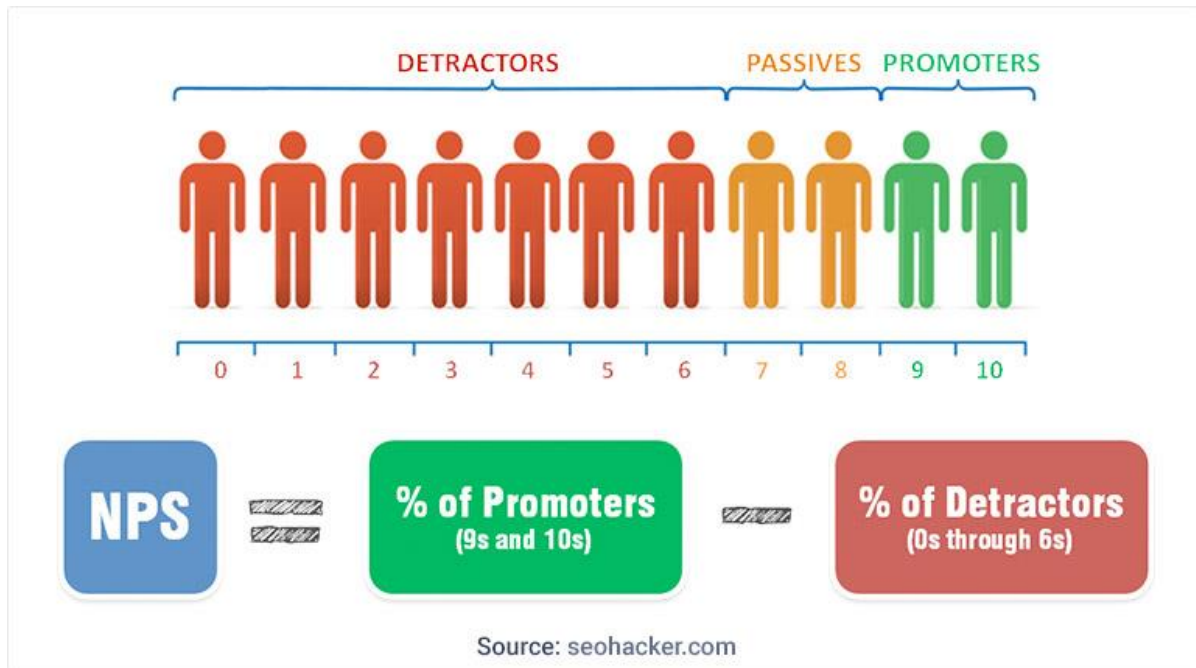 DETRACTORS PASSIVES PROMOTERS
0 1 2 3 4 5 6 7 8 9 10
NPS = % of Promoters - % of Detractors
(9s and 10s) (0s through 6s)
Source: seohacker.com